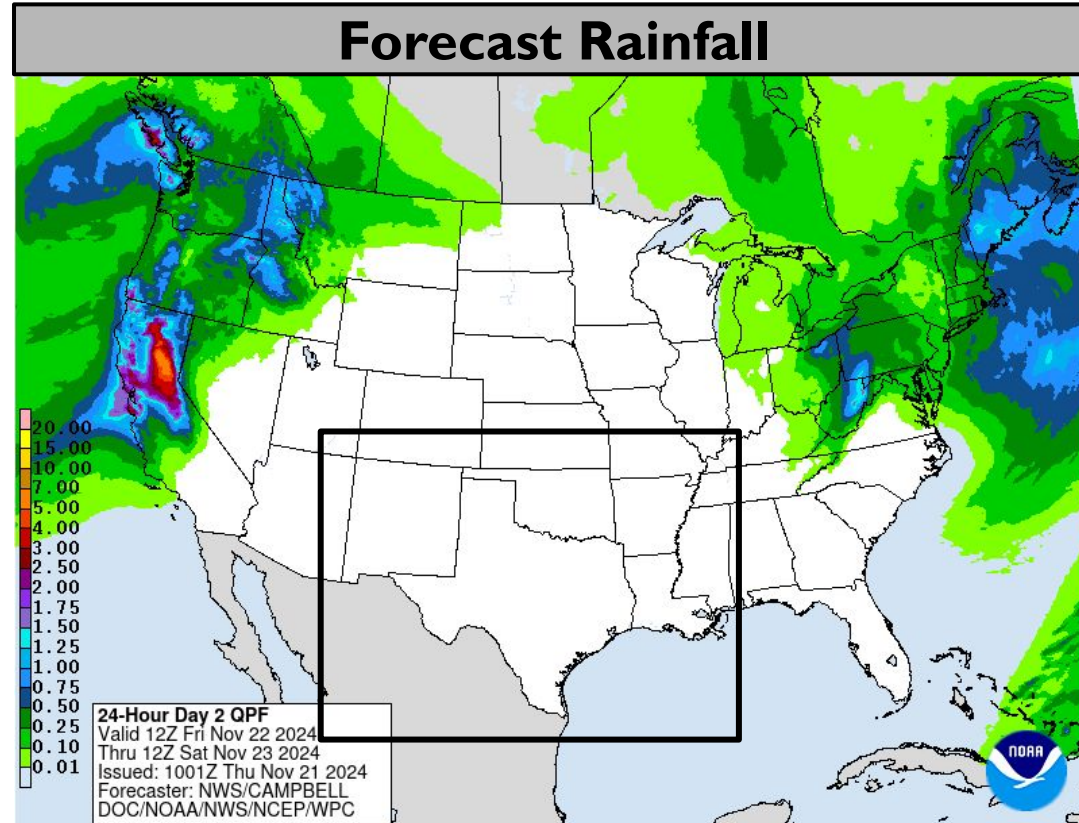 Forecast Rainfall
20.00
15.00
10.00
7.00
5.00
4.00
3.00
2.50
2.00
1.75
1.50
1.25
1.00
0.75
0.50
0.25
0.10
0.01
24-Hour Day 2 QPF
Valid 12Z Fri Nov 22 2024
Thru 12Z Sat Nov 23 2024
Issued: 1001Z Thu Nov 21 2024
Forecaster: NWS/CAMPBELL
DOC/NOAA/NWS/NCEP/WPC
NOAA